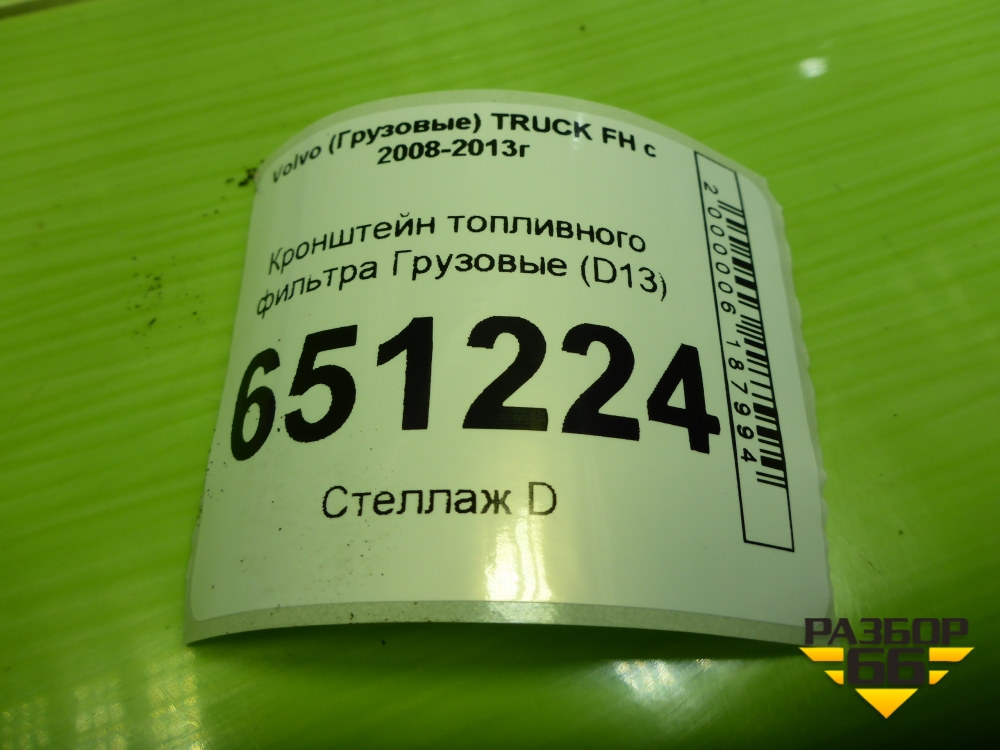 Volvo (Грузовые) TRUCK FH с
2008-2013г
Кронштейн топливного
фильтра Грузовые (D13)
651224
Стеллаж D
2000006187994
РАЗБОР
66